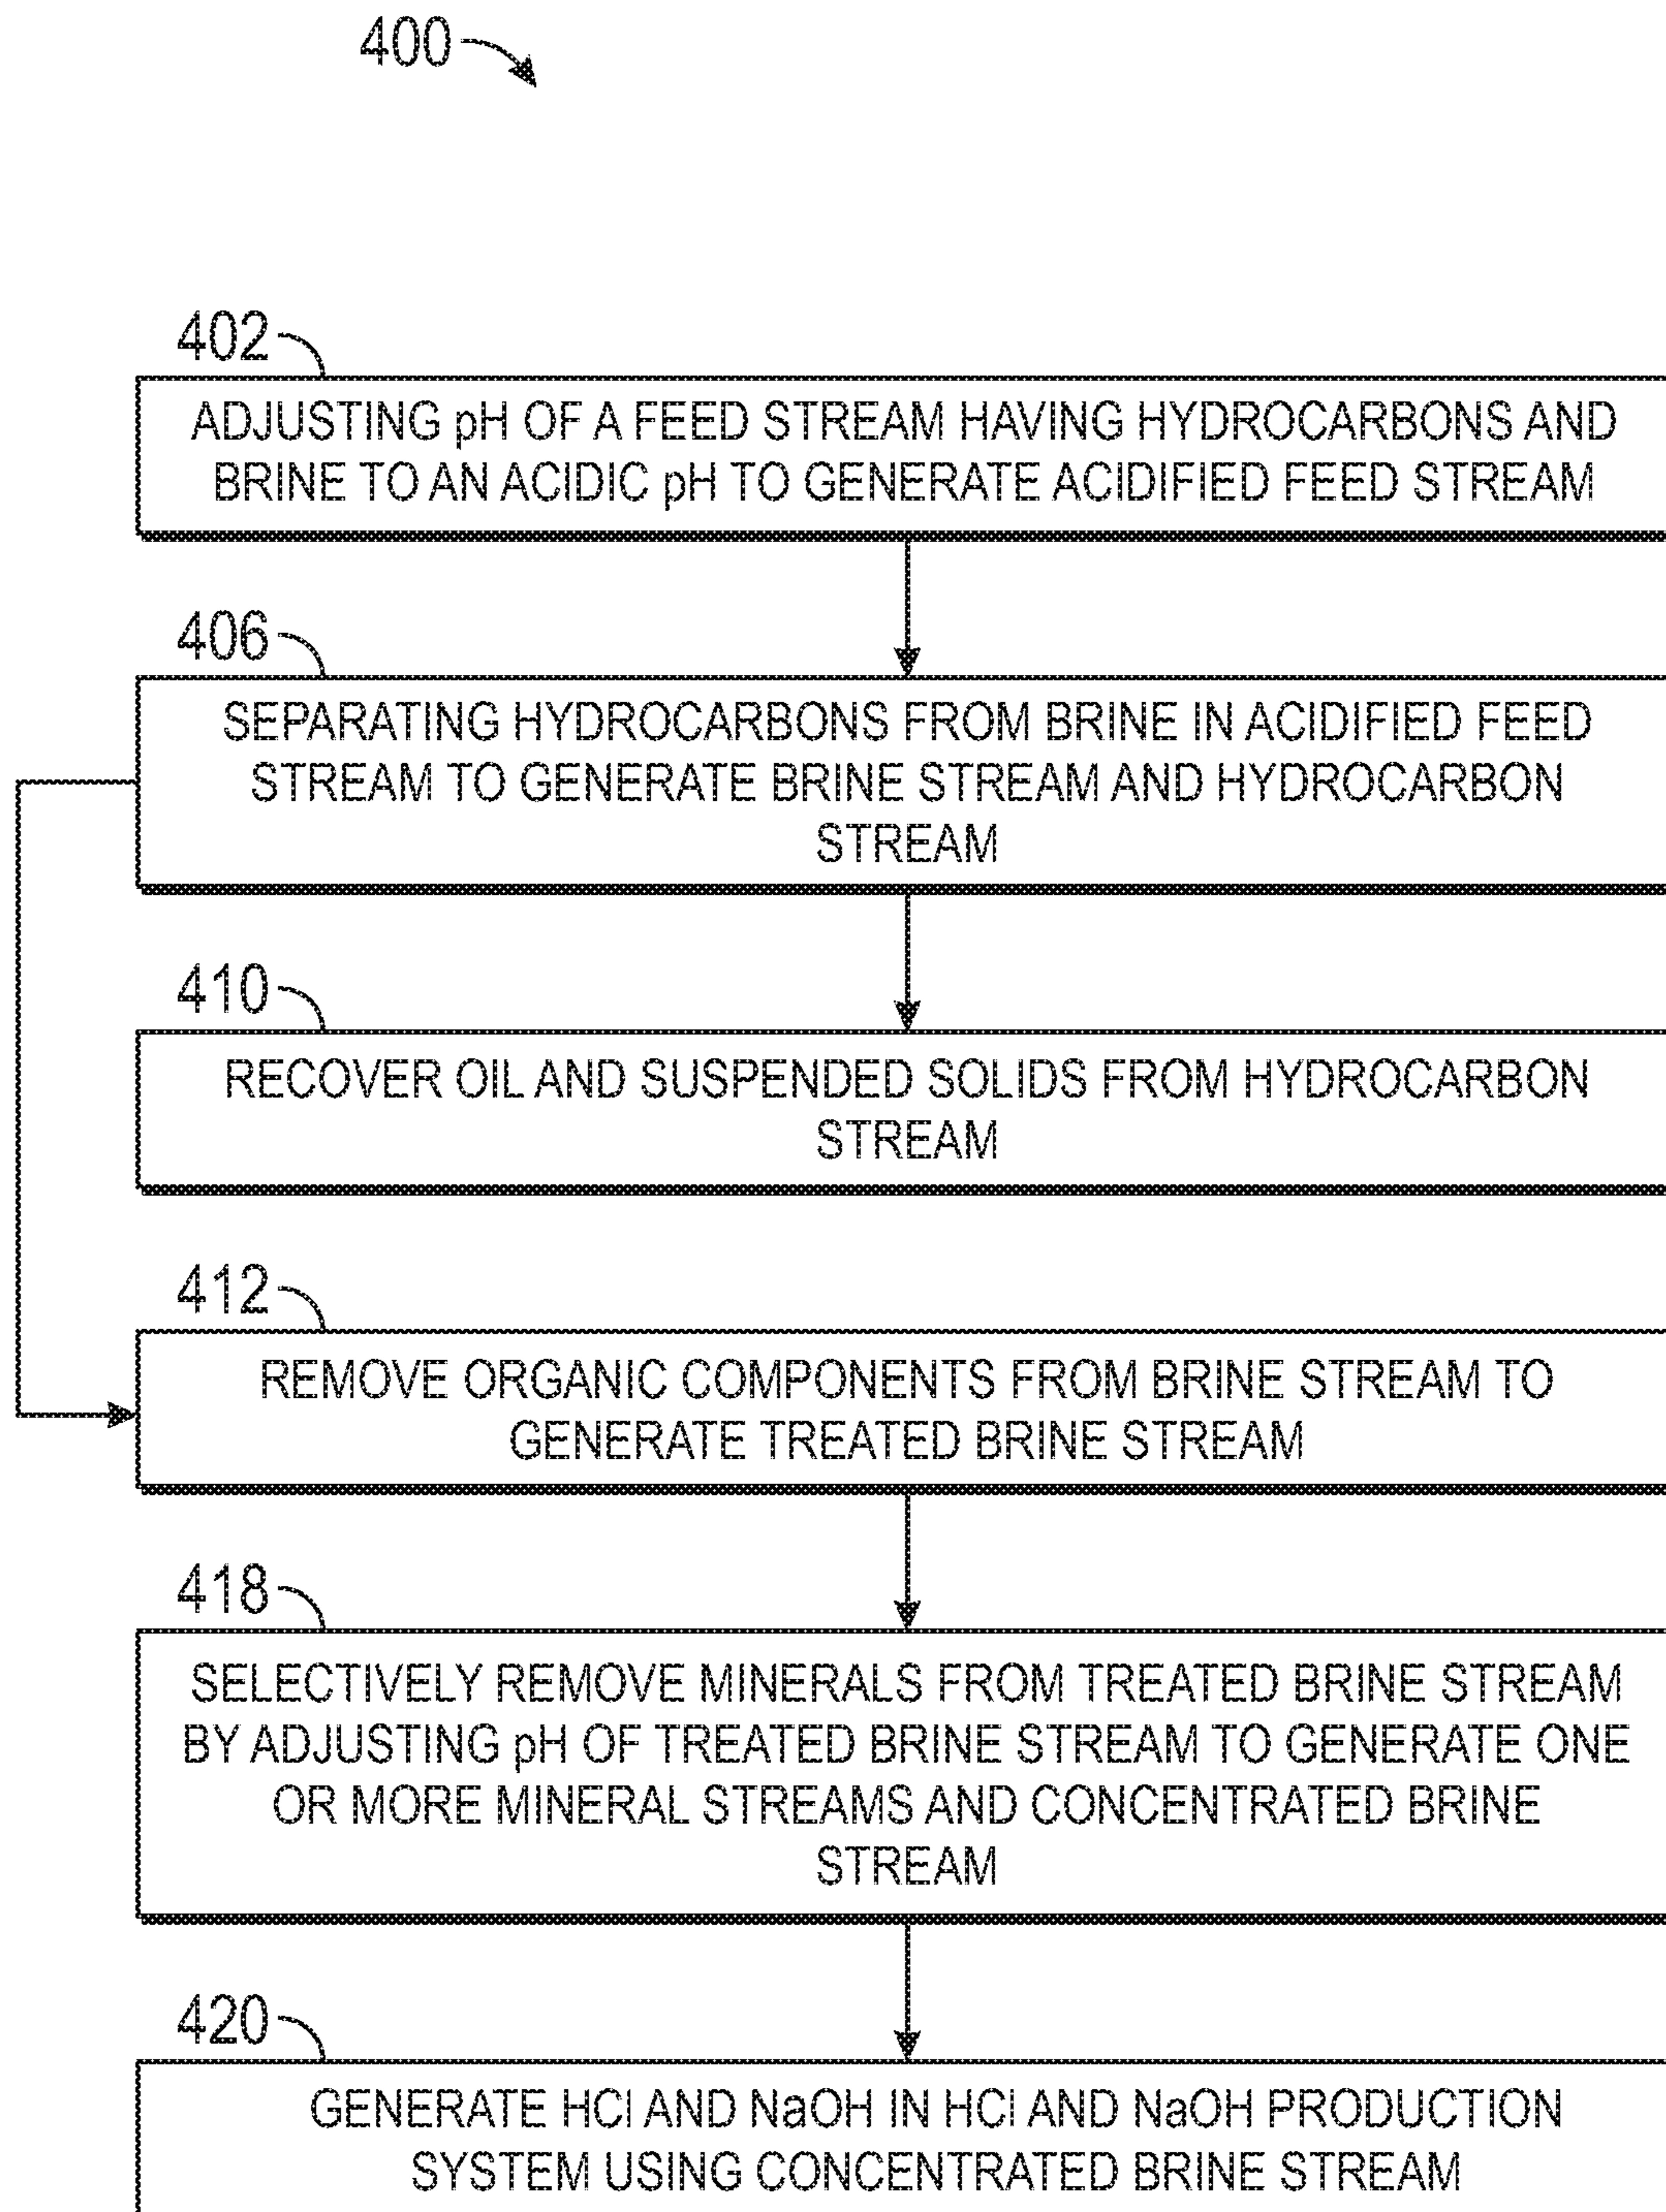 400
402
ADJUSTING pH OF A FEED STREAM HAVING HYDROCARBONS AND
BRINE TO AN ACIDIC pH TO GENERATE ACIDIFIED FEED STREAM
406
SEPARATING HYDROCARBONS FROM BRINE IN ACIDIFIED FEED
STREAM TO GENERATE BRINE STREAM AND HYDROCARBON
STREAM
410
RECOVER OIL AND SUSPENDED SOLIDS FROM HYDROCARBON
STREAM
412
REMOVE ORGANIC COMPONENTS FROM BRINE STREAM TO
GENERATE TREATED BRINE STREAM
418
SELECTIVELY REMOVE MINERALS FROM TREATED BRINE STREAM
BY ADJUSTING pH OF TREATED BRINE STREAM TO GENERATE ONE
OR MORE MINERAL STREAMS AND CONCENTRATED BRINE
STREAM
420
GENERATE HCl AND NaOH IN HCl AND NaOH PRODUCTION
SYSTEM USING CONCENTRATED BRINE STREAM